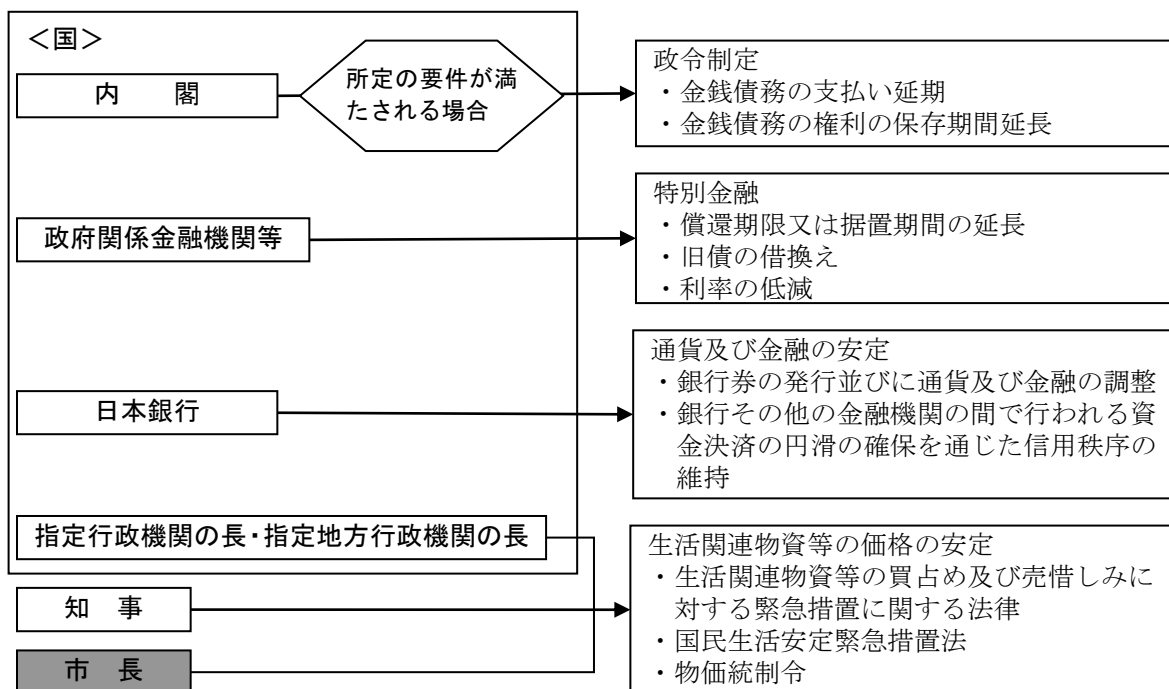 <国>
内　　閣
所定の要件が満
たされる場合
政令制定
・金銭債務の支払い延期
・金銭債務の権利の保存期間延長
政府関係金融機関等
特別金融
・償還期限又は据置期間の延長
・旧債の借換え
・利率の低減
日本銀行
通貨及び金融の安定
・銀行券の発行並びに通貨及び金融の調整
・銀行その他の金融機関の間で行われる資
金決済の円滑の確保を通じた信用秩序の
維持
指定行政機関の長・指定地方行政機関の長
知　事
市　長
生活関連物資等の価格の安定
・生活関連物資等の買占め及び売惜しみに
対する緊急措置に関する法律
・国民生活安定緊急措置法
・物価統制令